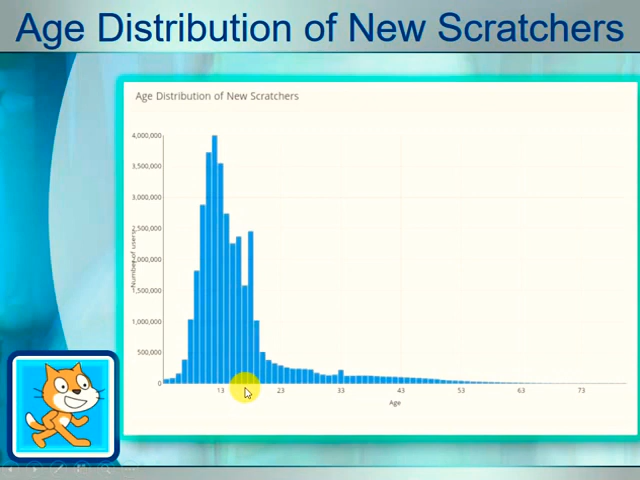 Age Distribution of New Scratchers
Age Distribution of New Scratchers
4,000,000
3,500,000
3,000,000
2,500,000
2,000,000
1,500,000
1,000,000
500,000
0
Number of users
13 23 33 43 53 63 73
Age